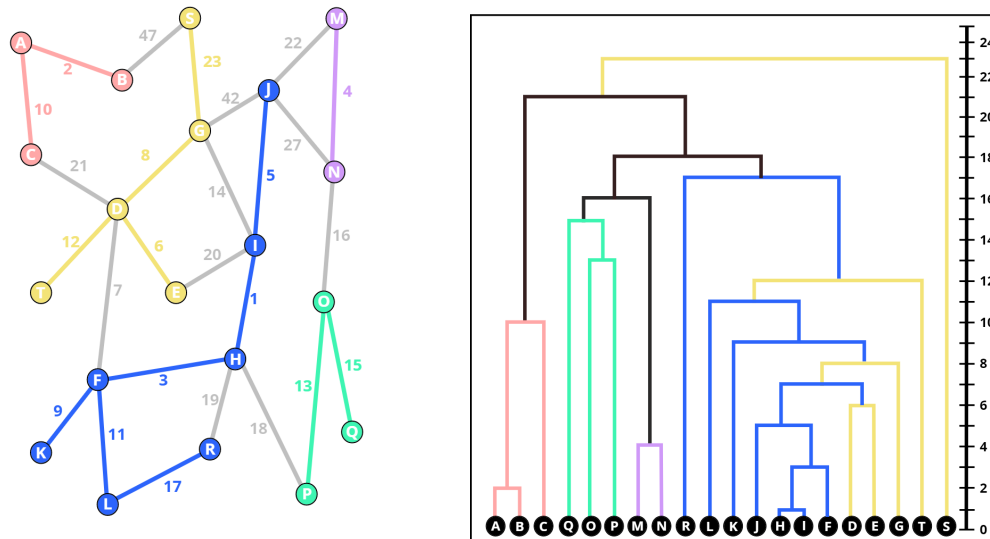 S
M
47
A
22
2
23
B
J
4
10
42
G
C
8
27
21
5
N
14
D
12
6
16
20
I
T
E
7
1
O
H
F
3
15
13
9
19
11
18
Q
R
K
17
P
L
24
22
20
18
16
14
12
10
8
6
4
2
0
A B C Q O P M N R L K J H I F D E G T S